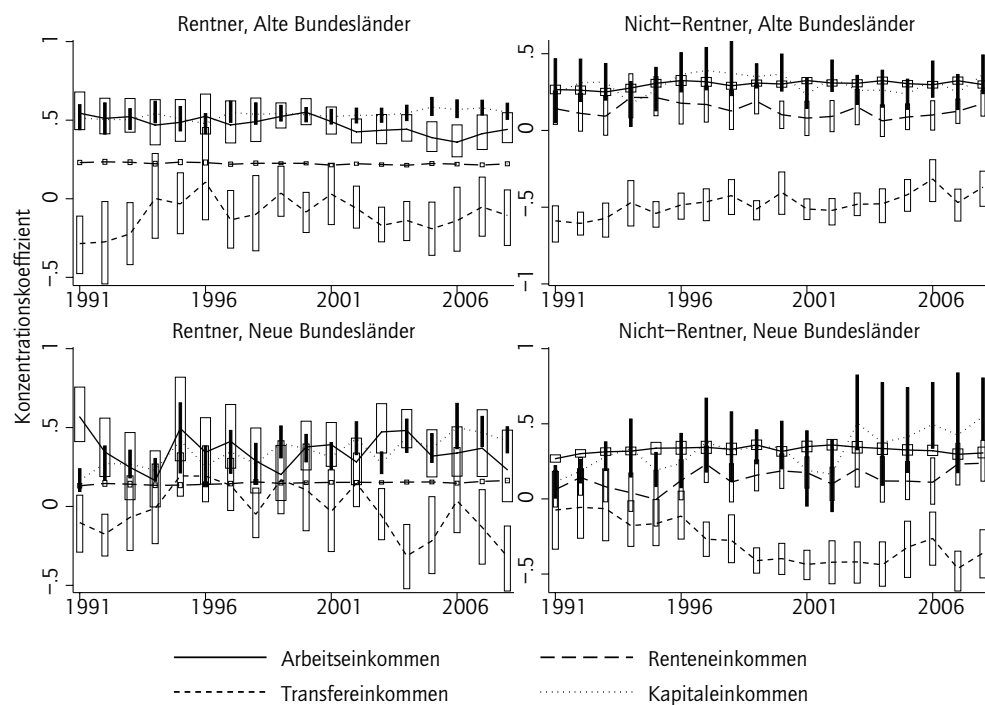 Rentner, Alte Bundesländer
Nicht–Rentner, Alte Bundesländer
Konzentrationskoeffizient
1
.5
0
–.5
1991 1996 2001 2006
.5
0
–.5
–1
1991 1996 2001 2006
Rentner, Neue Bundesländer
Nicht–Rentner, Neue Bundesländer
1
.5
0
–.5
1991 1996 2001 2006
1
.5
0
–.5
1991 1996 2001 2006
Arbeitseinkommen
Renteneinkommen
Transfereinkommen
Kapitaleinkommen